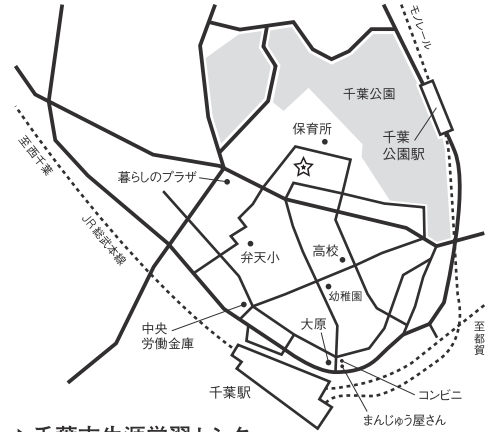 モノレール
千葉公園
保育所
千葉
公園駅
至西千葉
暮らしのプラザ
JR総武本線
弁天小
高校
幼稚園
中央
労働金庫
大原
至都賀
千葉駅
コンビニ
まんじゅう屋さん